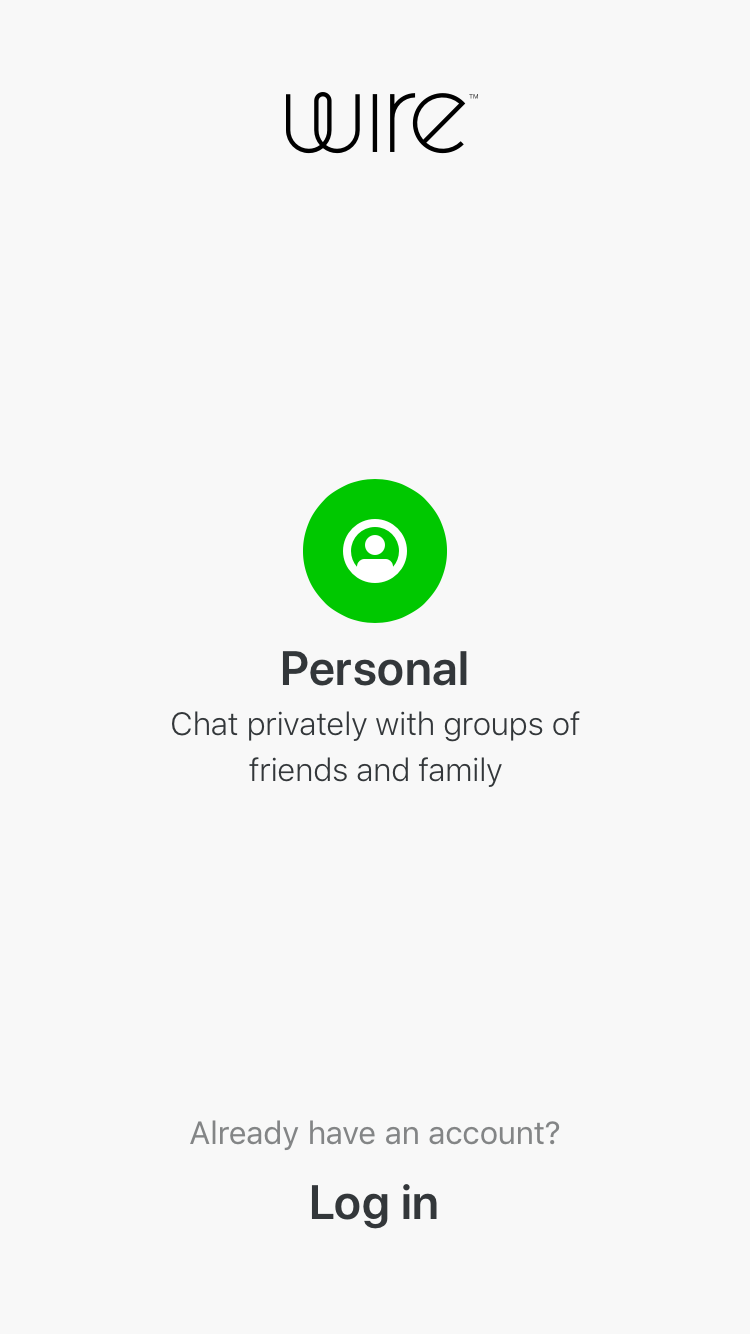 wire™
Personal
Chat privately with groups of
friends and family
Already have an account?
Log in